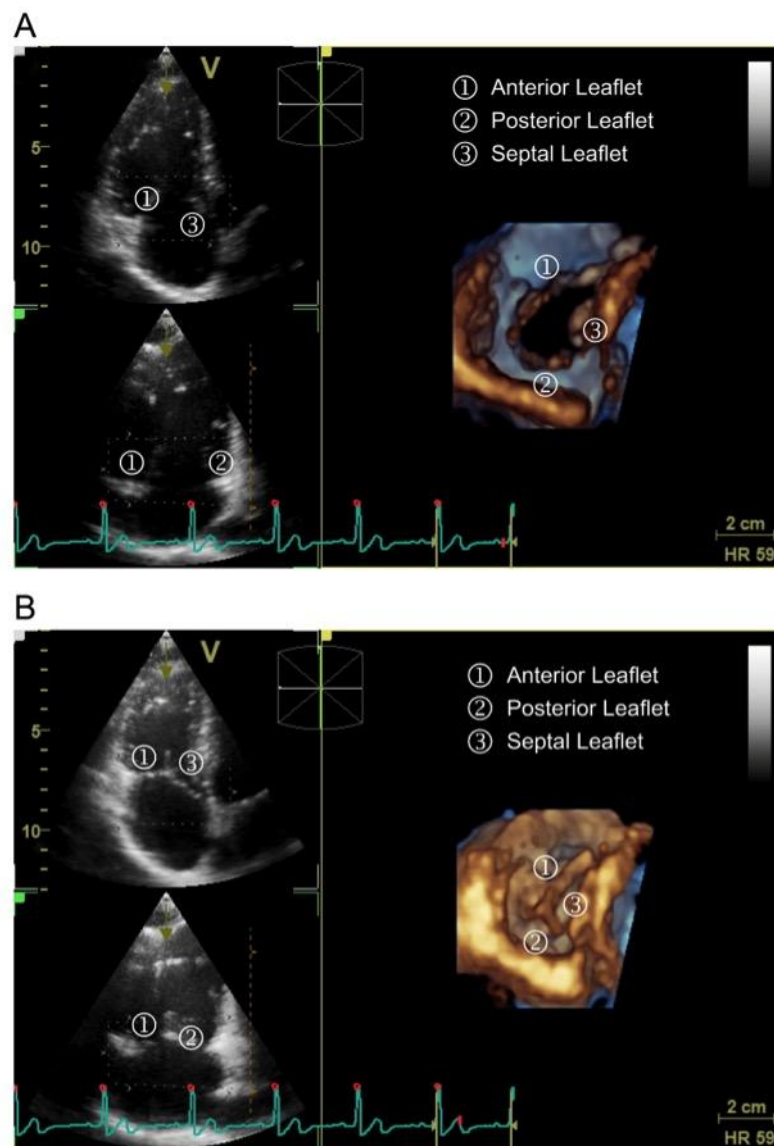 A
V
① Anterior Leaflet
② Posterior Leaflet
③ Septal Leaflet
5
①
③
10
①
③
②
①
②
2 cm
HR 59
B
V
① Anterior Leaflet
② Posterior Leaflet
③ Septal Leaflet
5
① ③
10
①
③
②
①
②
2 cm
HR 59